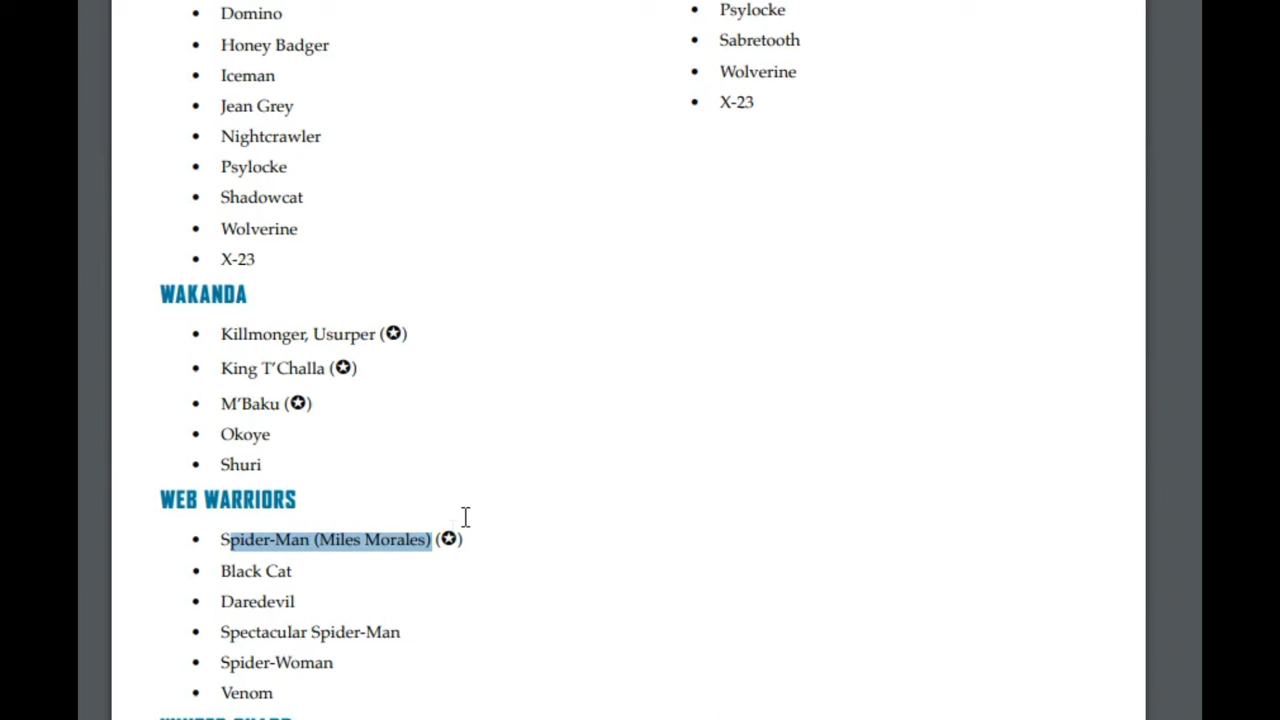 • Domino
• Honey Badger
• Iceman
• Jean Grey
• Nightcrawler
• Psylocke
• Shadowcat
• Wolverine
• X-23
WAKANDA
• Killmonger, Usurper (✪)
• King T’Challa (✪)
• M’Baku (✪)
• Okoye
• Shuri
WEB WARRIORS
• Spider-Man (Miles Morales) (✪)
• Black Cat
• Daredevil
• Spectacular Spider-Man
• Spider-Woman
• Venom
• Psylocke
• Sabretooth
• Wolverine
• X-23